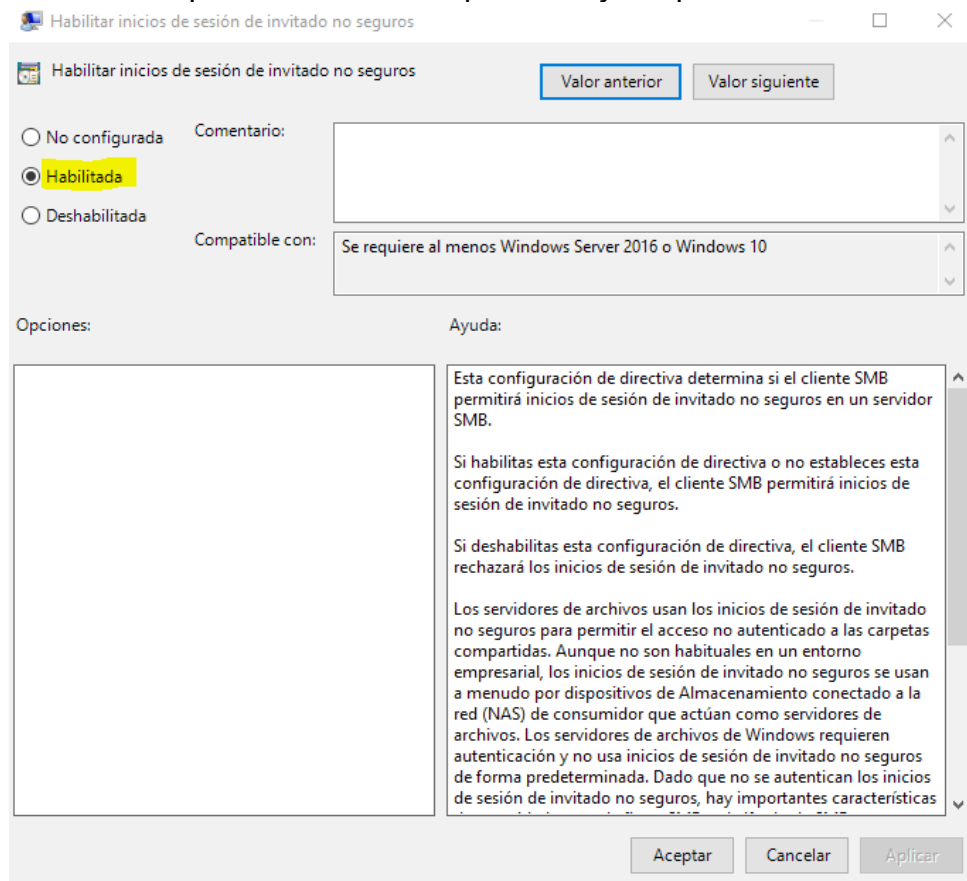 Habilitar inicios de sesión de invitado no seguros
Habilitar inicios de sesión de invitado no seguros
Valor anterior
Valor siguiente
No configurada
Habilitada
Deshabilitada
Comentario:
Compatible con:
Se requiere al menos Windows Server 2016 o Windows 10
Opciones:
Ayuda:
Esta configuración de directiva determina si el cliente SMB
permitirá inicios de sesión de invitado no seguros en un servidor
SMB.
Si habilitas esta configuración de directiva o no estableces esta
configuración de directiva, el cliente SMB permitirá inicios de
sesión de invitado no seguros.
Si deshabilitas esta configuración de directiva, el cliente SMB
rechazará los inicios de sesión de invitado no seguros.
Los servidores de archivos usan los inicios de sesión de invitado
no seguros para permitir el acceso no autenticado a las carpetas
compartidas. Aunque no son habituales en un entorno
empresarial, los inicios de sesión de invitado no seguros se usan
a menudo por dispositivos de Almacenamiento conectado a la
red (NAS) de consumidor que actúan como servidores de
archivos. Los servidores de archivos de Windows requieren
autenticación y no usa inicios de sesión de invitado no seguros
de forma predeterminada. Dado que no se autentican los inicios
de sesión de invitado no seguros, hay importantes características
Aceptar
Cancelar
Aplicar